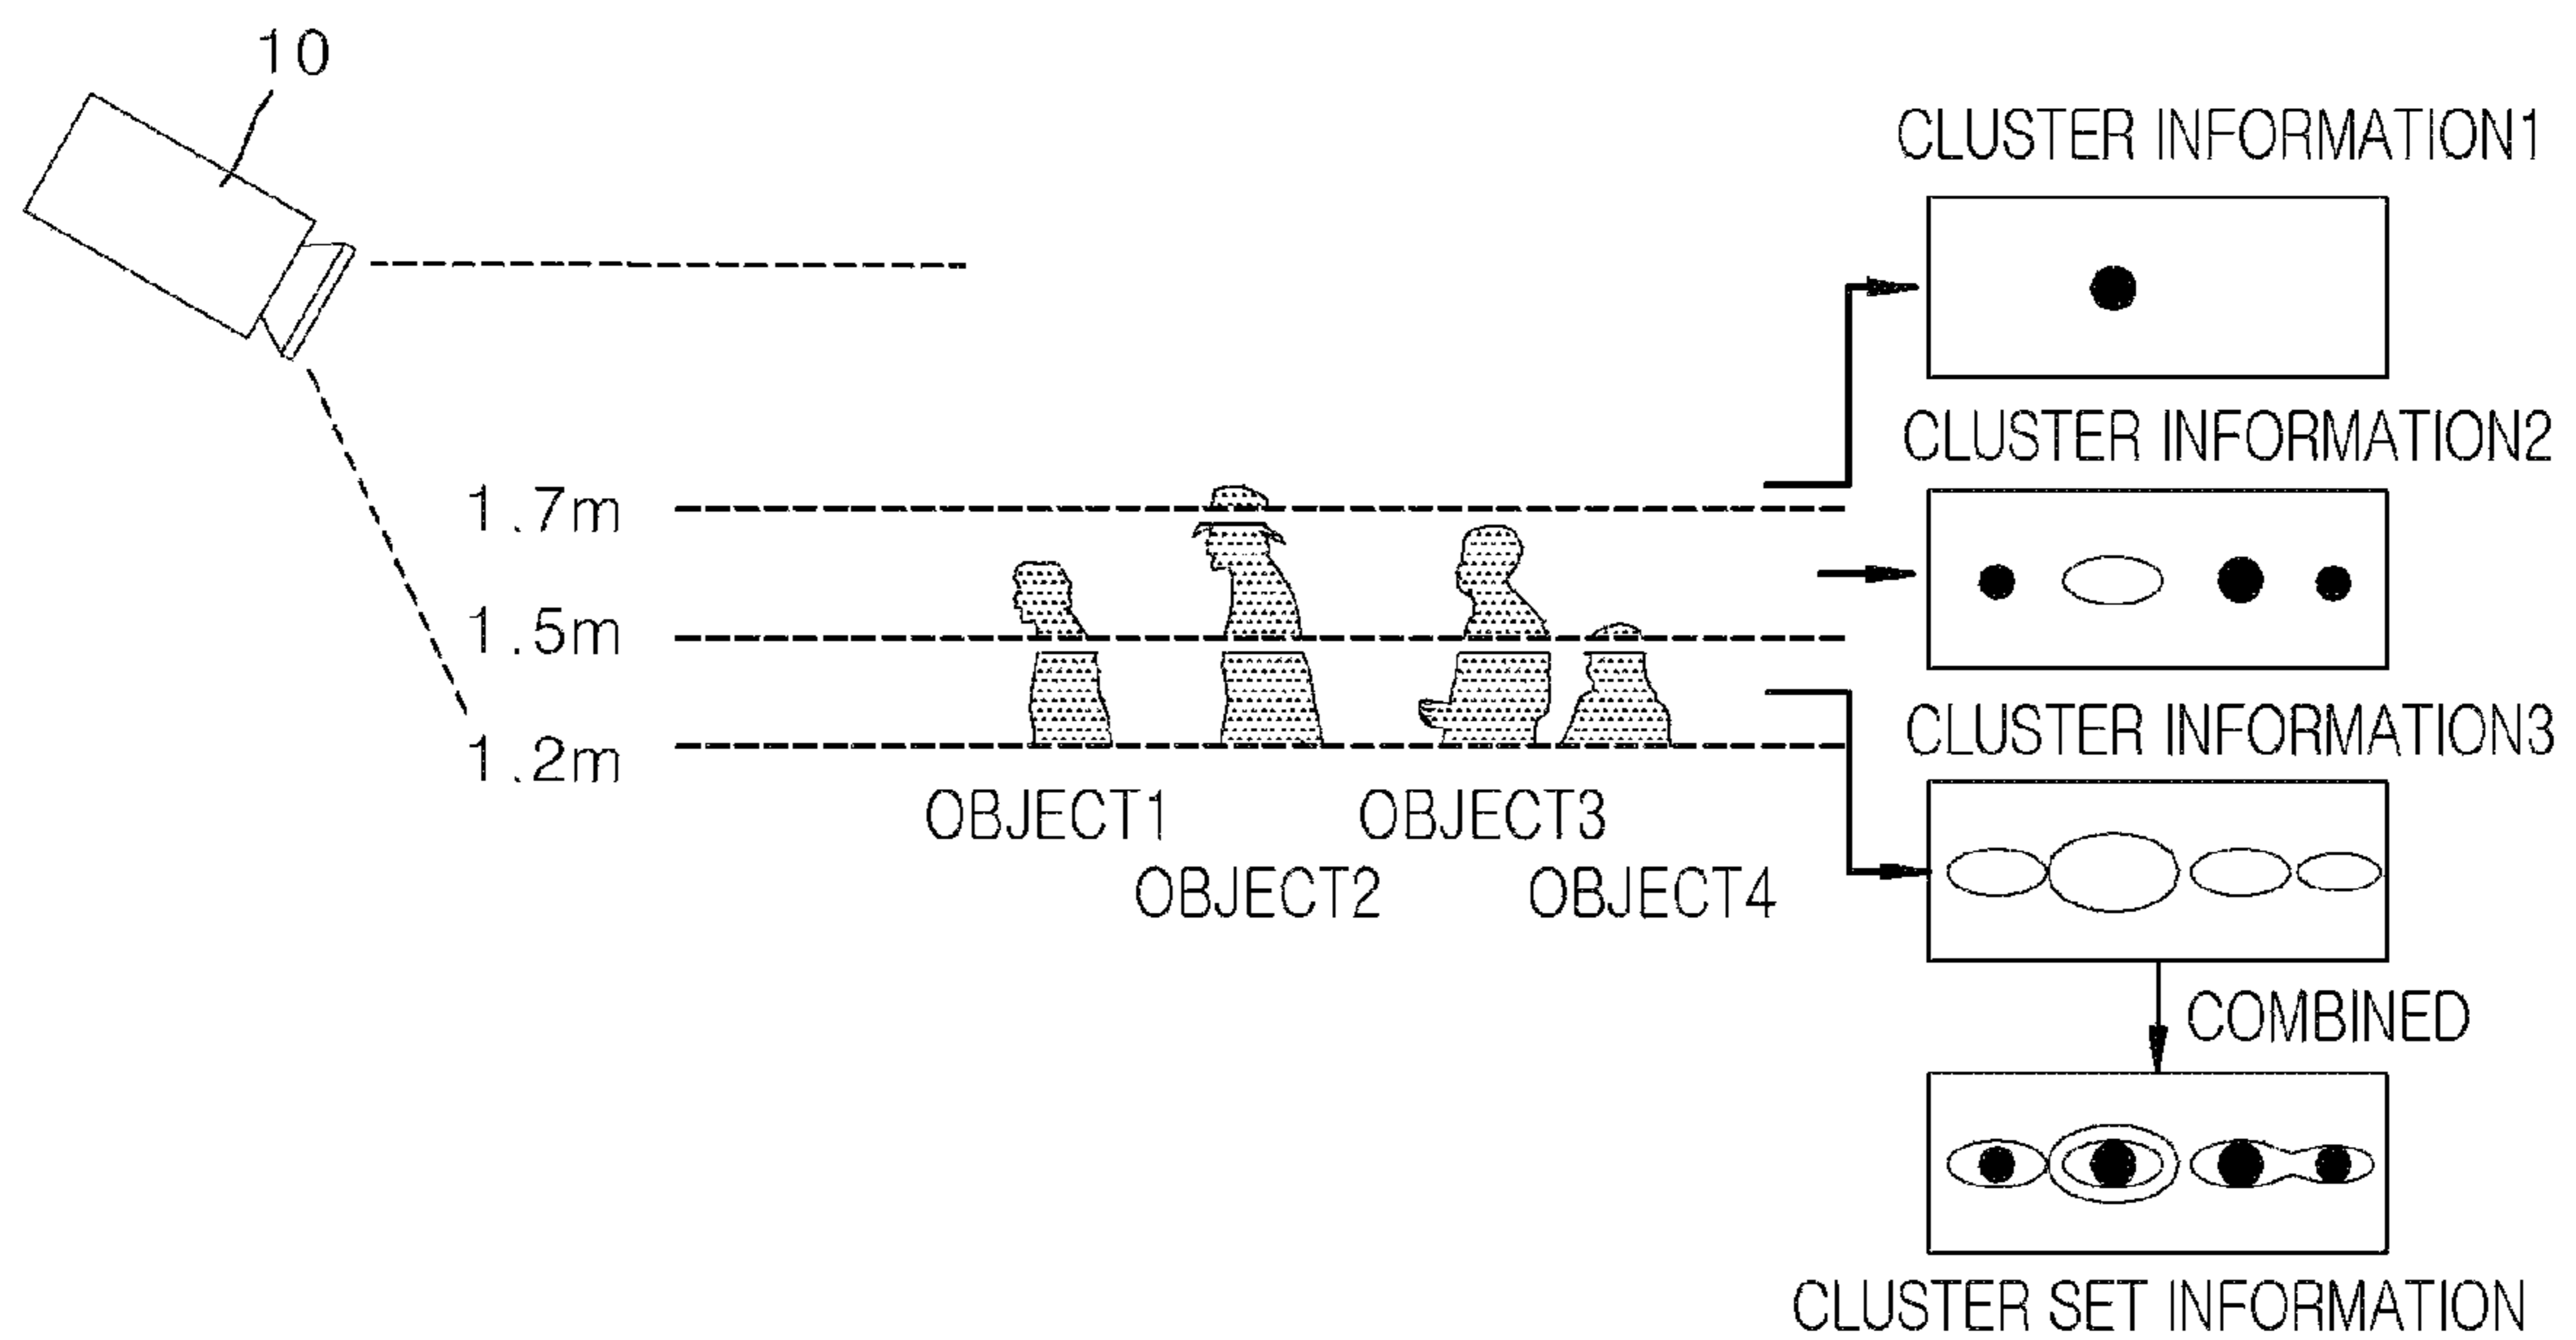 10
CLUSTER INFORMATION1
CLUSTER INFORMATION2
1.7m
1.5m
CLUSTER INFORMATION3
1.2m
OBJECT1
OBJECT3
OBJECT2
OBJECT4
COMBINED
CLUSTER SET INFORMATION